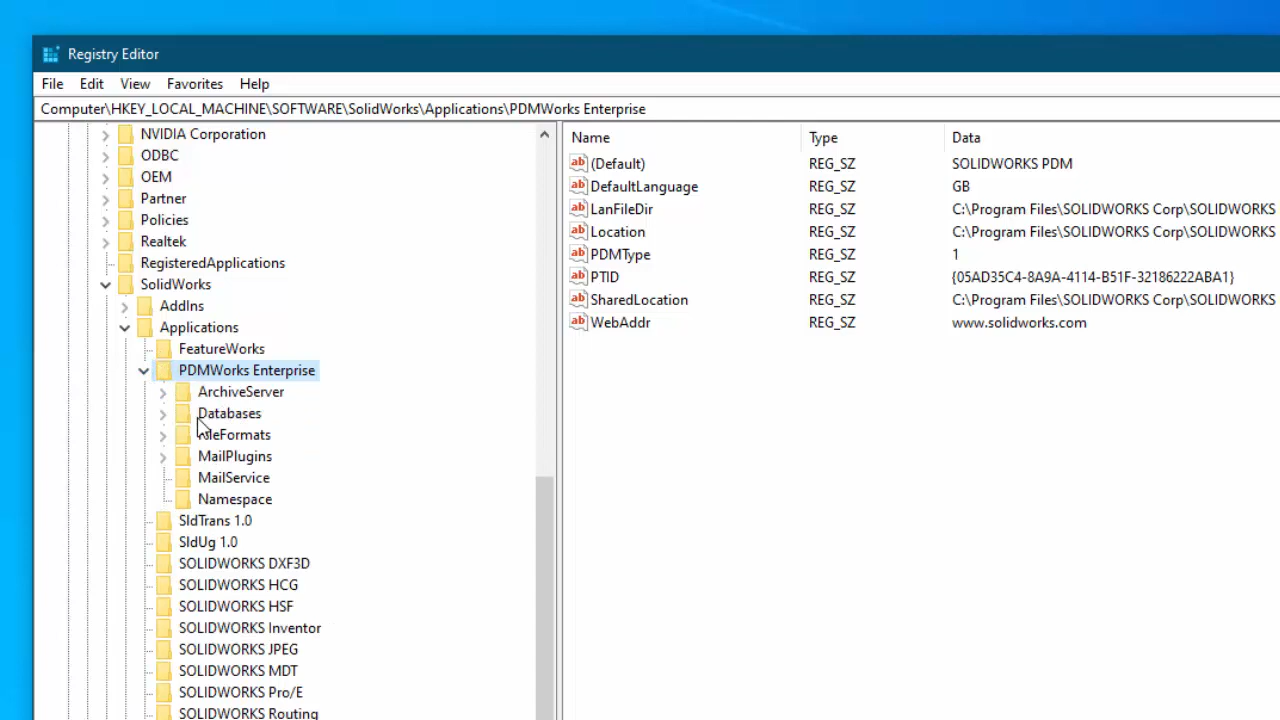 Registry Editor
File Edit View Favorites Help
Computer\HKEY_LOCAL_MACHINE\SOFTWARE\SolidWorks\Applications\PDMWorks Enterprise
NVIDIA Corporation
ODBC
OEM
Partner
Policies
Realtek
RegisteredApplications
SolidWorks
AddIns
Applications
FeatureWorks
PDMWorks Enterprise
ArchiveServer
Databases
FileFormats
MailPlugins
MailService
Namespace
SldTrans 1.0
SldUg 1.0
SOLIDWORKS DXF3D
SOLIDWORKS HCG
SOLIDWORKS HSF
SOLIDWORKS Inventor
SOLIDWORKS JPEG
SOLIDWORKS MDT
SOLIDWORKS Pro/E
SOLIDWORKS Routing
Name Type Data
(Default) REG_SZ SOLIDWORKS PDM
DefaultLanguage REG_SZ GB
LanFileDir REG_SZ C:\Program Files\SOLIDWORKS Corp\SOLIDWORKS
Location REG_SZ C:\Program Files\SOLIDWORKS Corp\SOLIDWORKS
PDMType REG_SZ 1
PTID REG_SZ {05AD35C4-8A9A-4114-B51F-32186222ABA1}
SharedLocation REG_SZ C:\Program Files\SOLIDWORKS Corp\SOLIDWORKS
WebAddr REG_SZ www.solidworks.com